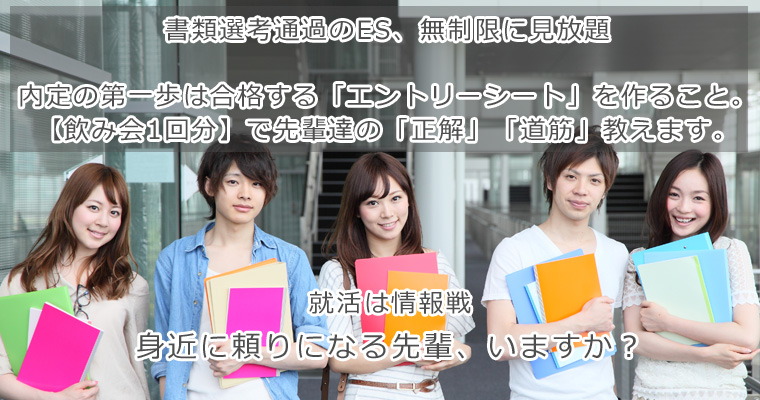 書類選考通過のES、無制限に見放題
内定の第一歩は合格する「エントリーシート」を作ること。
【飲み会1回分】で先輩達の「正解」「道筋」教えます。
就活は情報戦
身近に頼りになる先輩、いますか？